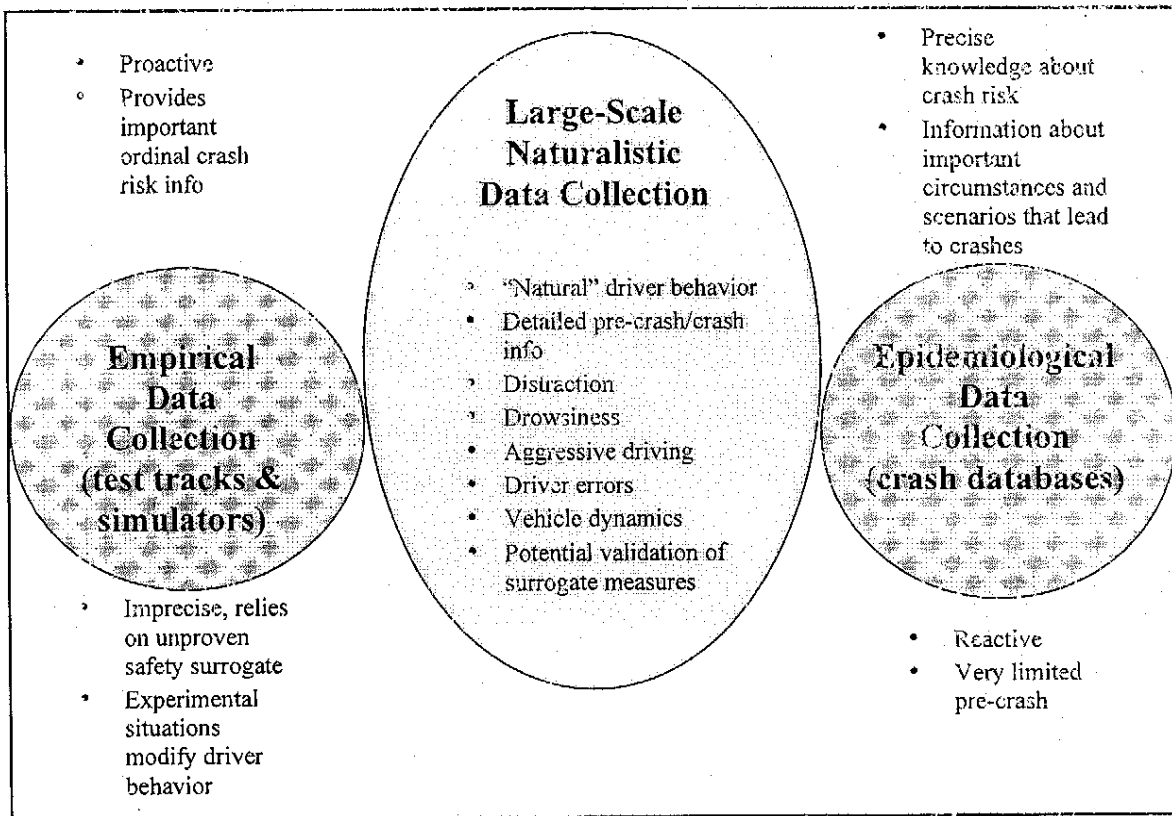 • Proactive
• Provides
important
ordinal crash
risk info
Empirical
Data
Collection
(test tracks &
simulators)
• Imprecise, relies
on unproven
safety surrogate
• Experimental
situations
modify driver
behavior
Large-Scale
Naturalistic
Data Collection
• "Natural" driver behavior
• Detailed pre-crash/crash
info
• Distraction
• Drowsiness
• Aggressive driving
• Driver errors
• Vehicle dynamics
• Potential validation of
surrogate measures
• Precise
knowledge about
crash risk
• Information about
important
circumstances and
scenarios that lead
to crashes
Epidemiological
Data
Collection
(crash databases)
• Reactive
• Very limited
pre-crash